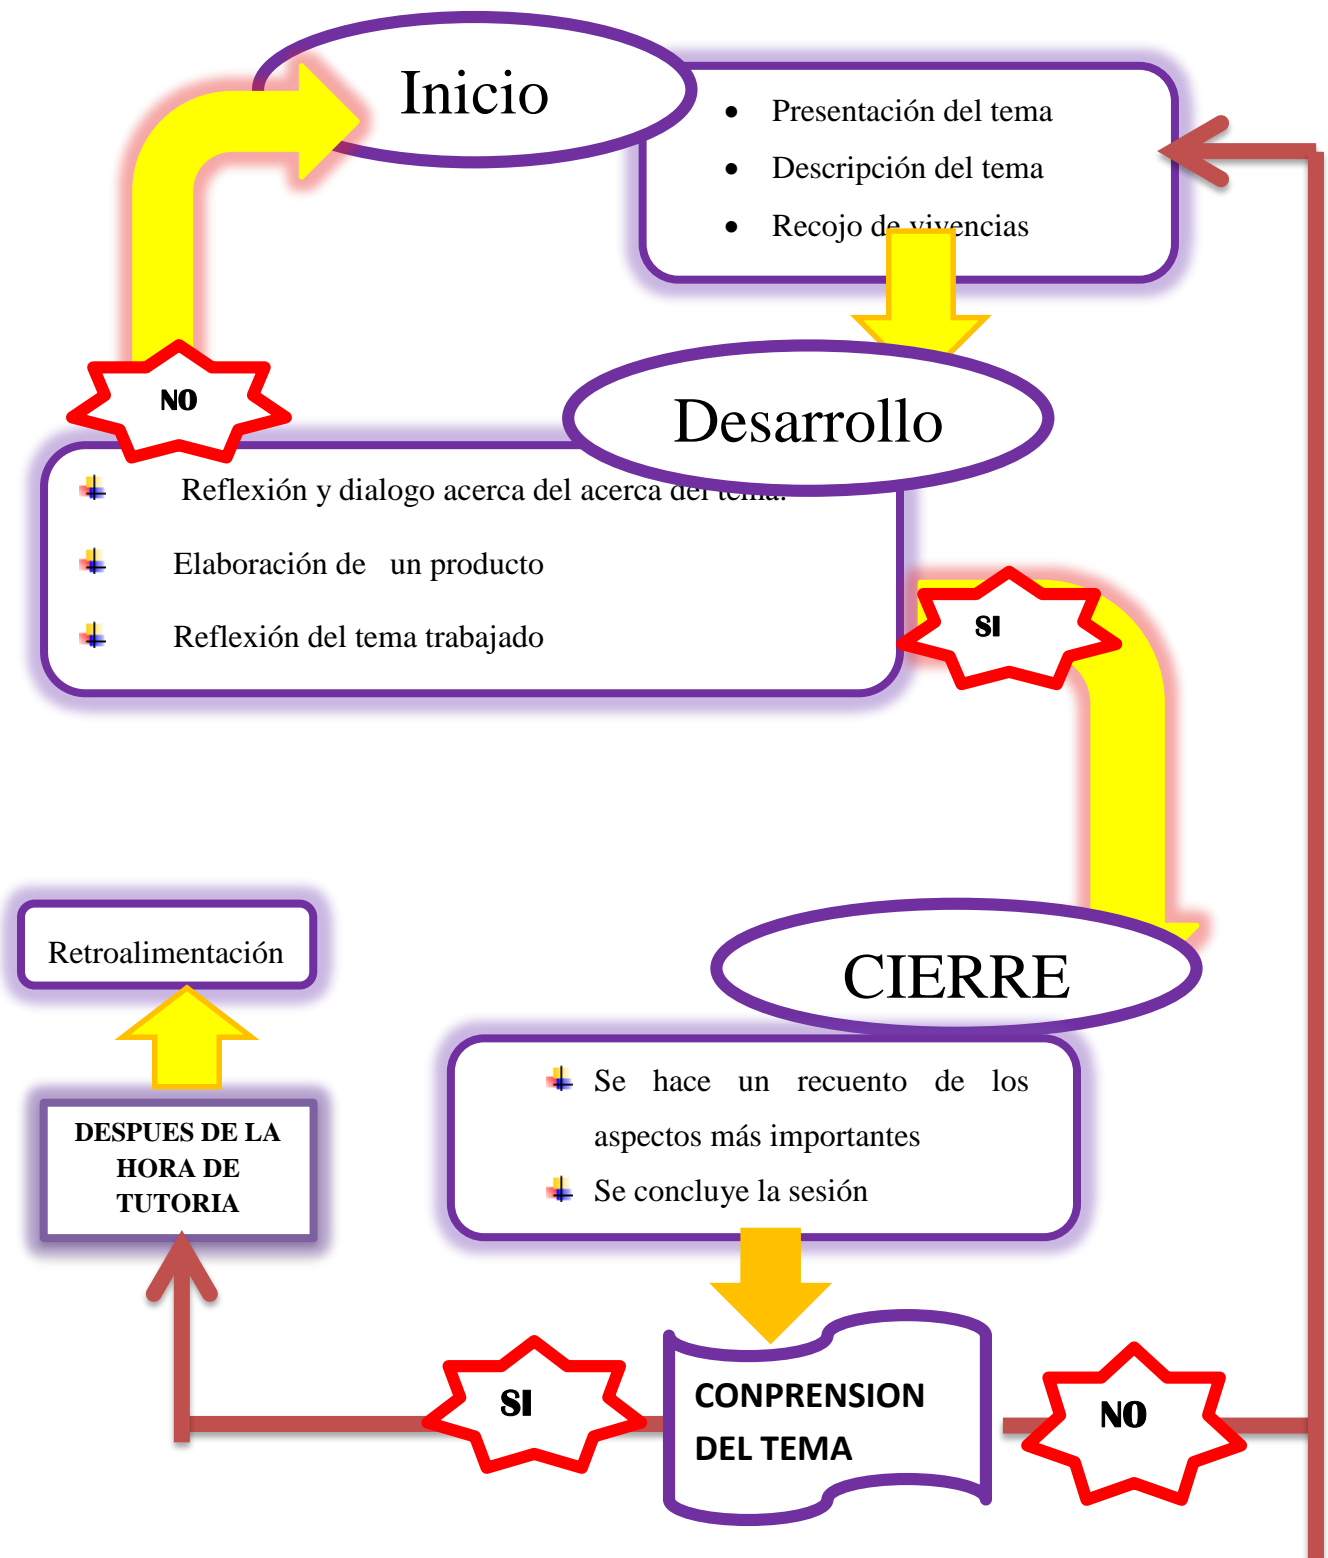 Inicio
Presentación del tema
Descripción del tema
Recojo de vivencias
NO
Desarrollo
Reflexión y dialogo acerca del acerca del tema.
Elaboración de un producto
Reflexión del tema trabajado
SI
Retroalimentación
CIERRE
Se hace un recuento de los
aspectos más importantes
Se concluye la sesión
DESPUES DE LA
HORA DE
TUTORIA
SI
CONPRENSION
DEL TEMA
NO